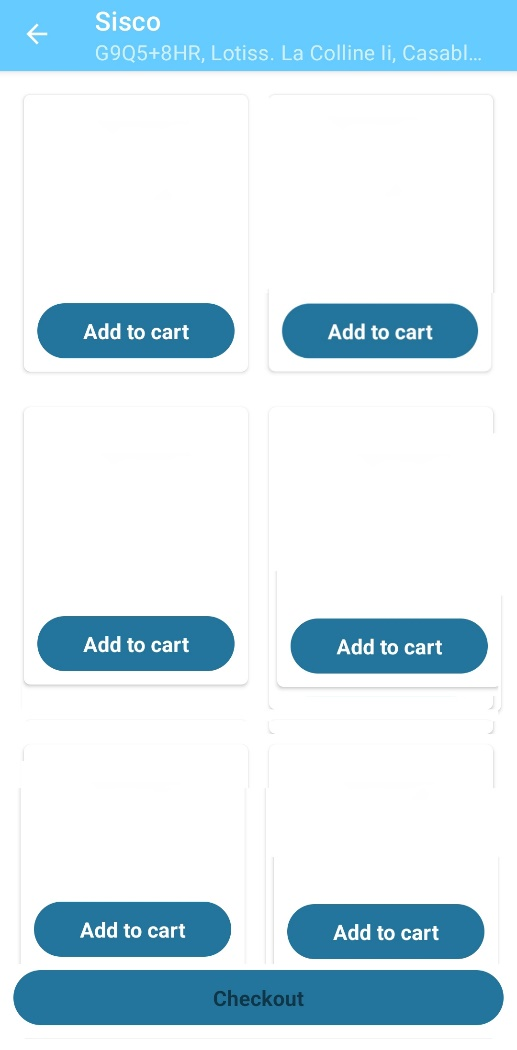 Sisco
G9Q5+8HR, Lotiss. La Colline Ii, Casabl...
Add to cart
Add to cart
Add to cart
Add to cart
Add to cart
Add to cart
Checkout